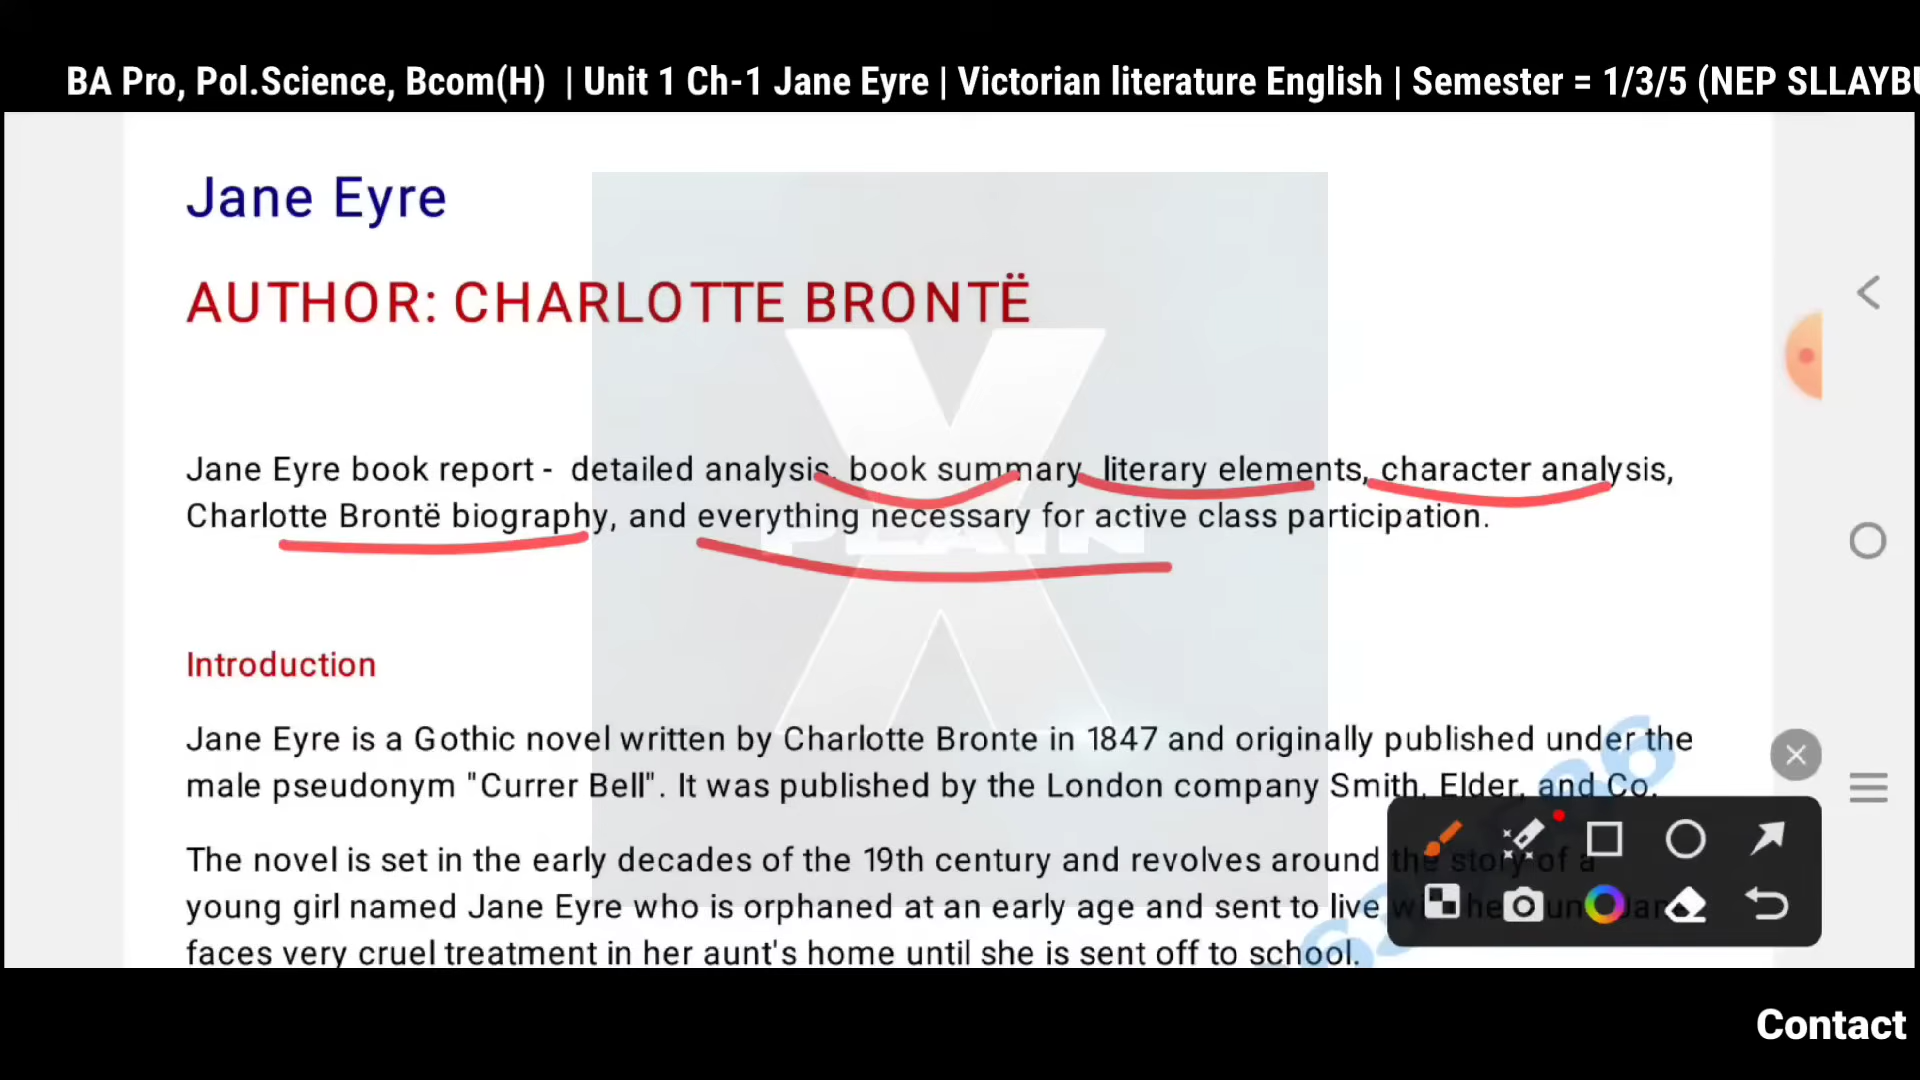 BA Pro, Pol.Science, Bcom(H) | Unit 1 Ch-1 Jane Eyre | Victorian literature English | Semester = 1/3/5 (NEP SLLAYBU
Jane Eyre
AUTHOR: CHARLOTTE BRONTË
Jane Eyre book report - detailed analysis, book summary, literary elements, character analysis,
Charlotte Brontë biography, and everything necessary for active class participation.
PLAIN
Introduction
Jane Eyre is a Gothic novel written by Charlotte Bronte in 1847 and originally published under the
male pseudonym "Currer Bell". It was published by the London company Smith, Elder, and Co.
The novel is set in the early decades of the 19th century and revolves around the story of a
young girl named Jane Eyre who is orphaned at an early age and sent to live
faces very cruel treatment in her aunt's home until she is sent off to school.
Contact